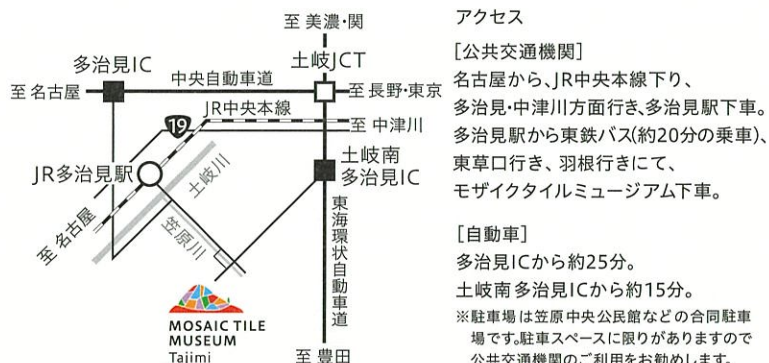 至 美濃・関
土岐JCT
多治見IC
中央自動車道
至 名古屋
至 長野・東京
JR中央本線
19
至 中津川
土岐南
多治見IC
JR多治見駅
土岐川
至 名古屋
笠原川
東海環状自動車道
MOSAIC TILE
MUSEUM
Tajimi
至 豊田
アクセス
［公共交通機関］
名古屋から、JR中央本線下り、
多治見・中津川方面行き、多治見駅下車。
多治見駅から東鉄バス(約20分の乗車)、
東草口行き、羽根行きにて、
モザイクタイルミュージアム下車。
［自動車］
多治見ICから約25分。
土岐南多治見ICから約15分。
※駐車場は笠原中央公民館などの合同駐車
場です。駐車スペースに限りがありますので
公共交通機関のご利用をお勧めします。